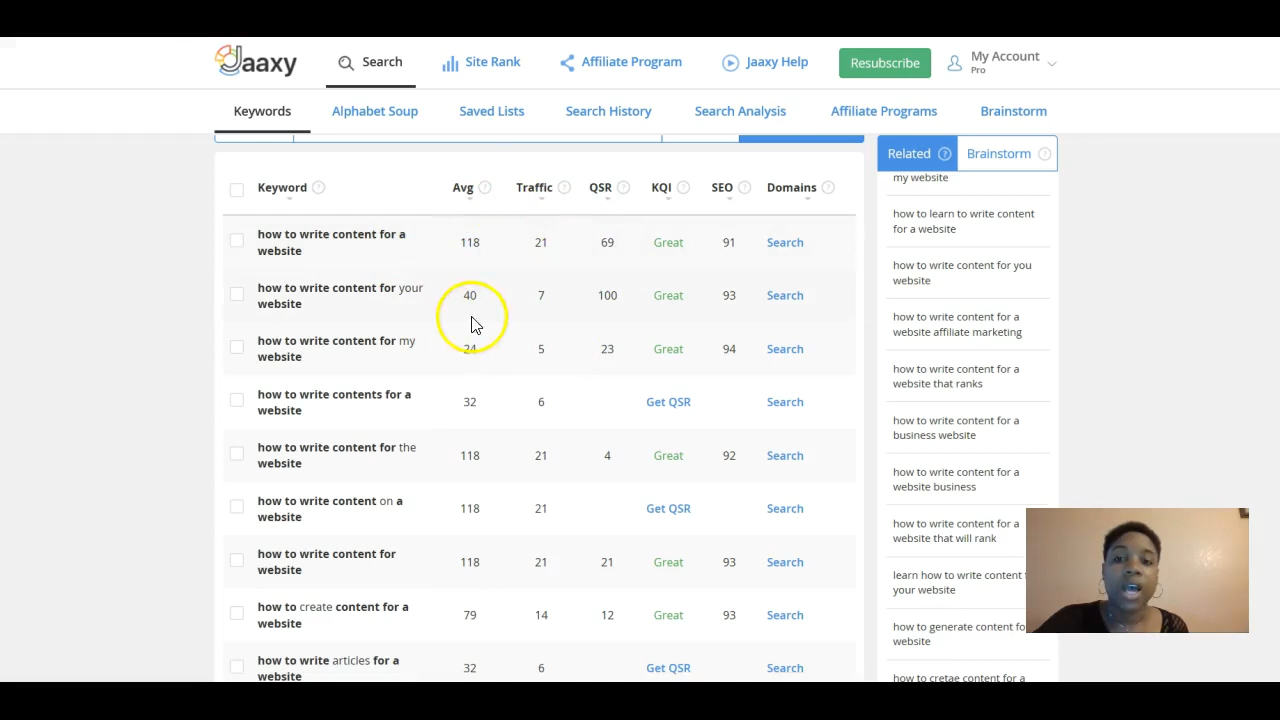 Jaaxy
Search
Site Rank
Affiliate Program
Jaaxy Help
Resubscribe
My Account
Pro
Keywords
Alphabet Soup
Saved Lists
Search History
Search Analysis
Affiliate Programs
Brainstorm
Keyword ? Avg ? Traffic ? QSR ? KQI ? SEO ? Domains ?
how to write content for a
website
118 21 69 Great 91 Search
how to write content for your
website
40 7 100 Great 93 Search
how to write content for my
website
24 5 23 Great 94 Search
how to write contents for a
website
32 6 Get QSR Search
how to write content for the
website
118 21 4 Great 92 Search
how to write content on a
website
118 21 Get QSR Search
how to write content for
website
118 21 21 Great 93 Search
how to create content for a
website
79 14 12 Great 93 Search
how to write articles for a
website
32 6 Get QSR Search
Related ? Brainstorm ?
my website
how to learn to write content
for a website
how to write content for you
website
how to write content for a
website affiliate marketing
how to write content for a
website that ranks
how to write content for a
business website
how to write content for a
website business
how to write content for a
website that will rank
learn how to write content
your website
how to generate content
website
how to cretae content for a